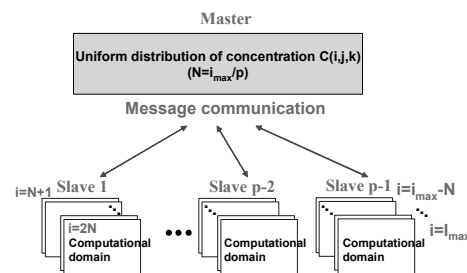 Master
Uniform distribution of concentration C(i,j,k)
(N=imax/p)
Message communication
i=N+1 Slave 1 Slave p-2 Slave p-1 i=imax-N
i=2N i=Imax
Computational domain Computational domain Computational domain